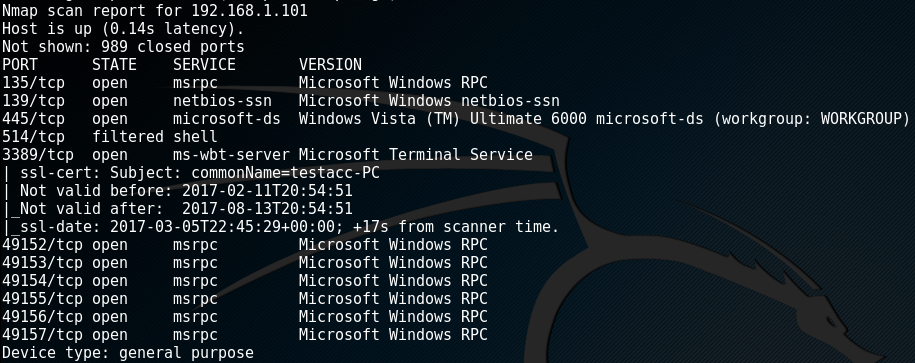 Nmap scan report for 192.168.1.101
Host is up (0.14s latency).
Not shown: 989 closed ports
PORT      STATE    SERVICE       VERSION
135/tcp   open     msrpc         Microsoft Windows RPC
139/tcp   open     netbios-ssn   Microsoft Windows netbios-ssn
445/tcp   open     microsoft-ds  Windows Vista (TM) Ultimate 6000 microsoft-ds (workgroup: WORKGROUP)
514/tcp   filtered shell
3389/tcp  open     ms-wbt-server Microsoft Terminal Service
| ssl-cert: Subject: commonName=testacc-PC
| Not valid before: 2017-02-11T20:54:51
|_Not valid after:  2017-08-13T20:54:51
|_ssl-date: 2017-03-05T22:45:29+00:00; +17s from scanner time.
49152/tcp open     msrpc         Microsoft Windows RPC
49153/tcp open     msrpc         Microsoft Windows RPC
49154/tcp open     msrpc         Microsoft Windows RPC
49155/tcp open     msrpc         Microsoft Windows RPC
49156/tcp open     msrpc         Microsoft Windows RPC
49157/tcp open     msrpc         Microsoft Windows RPC
Device type: general purpose